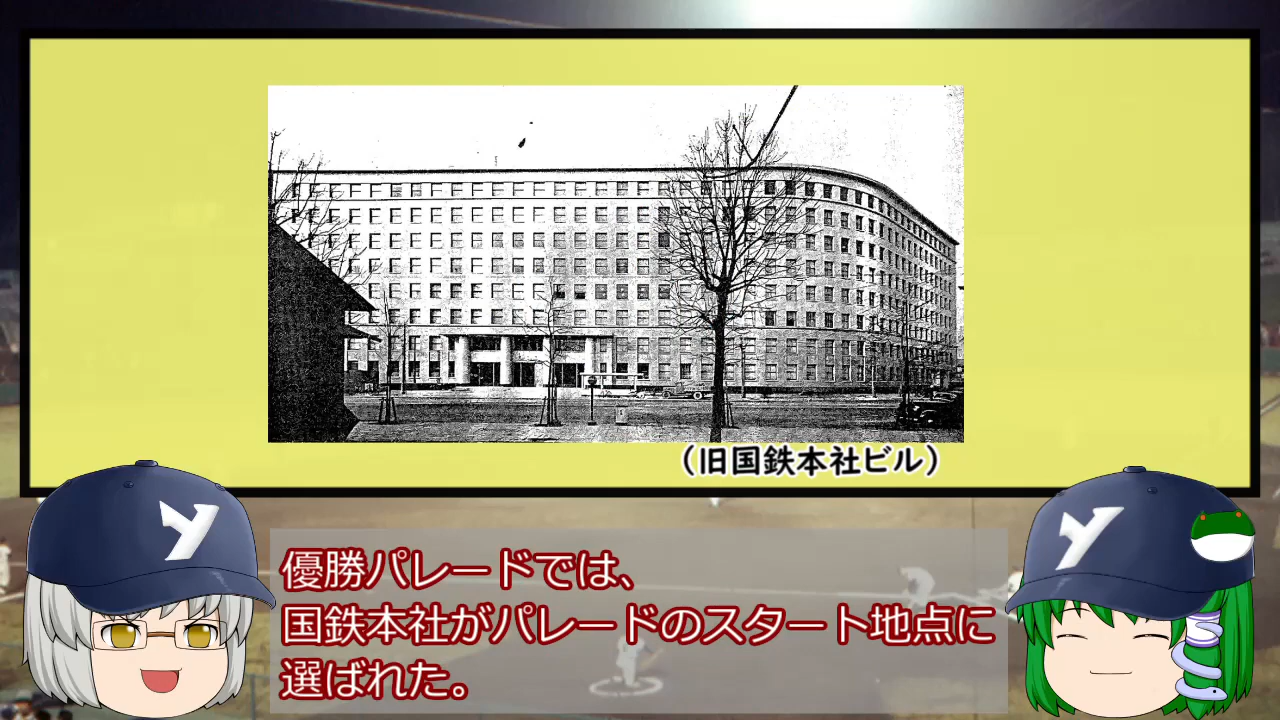 （旧国鉄本社ビル）
Y
Y
優勝パレードでは、
国鉄本社がパレードのスタート地点に
選ばれた。